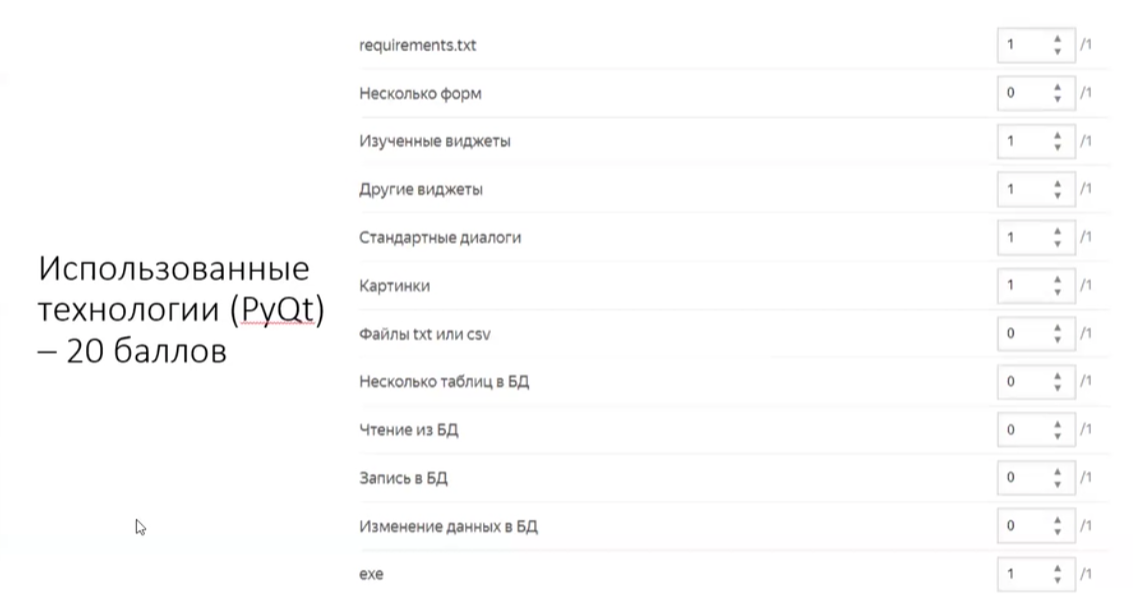 Использованные
технологии (PyQt)
– 20 баллов
requirements.txt 1 /1
Несколько форм 0 /1
Изученные виджеты 1 /1
Другие виджеты 1 /1
Стандартные диалоги 1 /1
Картинки 1 /1
Файлы txt или csv 0 /1
Несколько таблиц в БД 0 /1
Чтение из БД 0 /1
Запись в БД 0 /1
Изменение данных в БД 0 /1
exe 1 /1